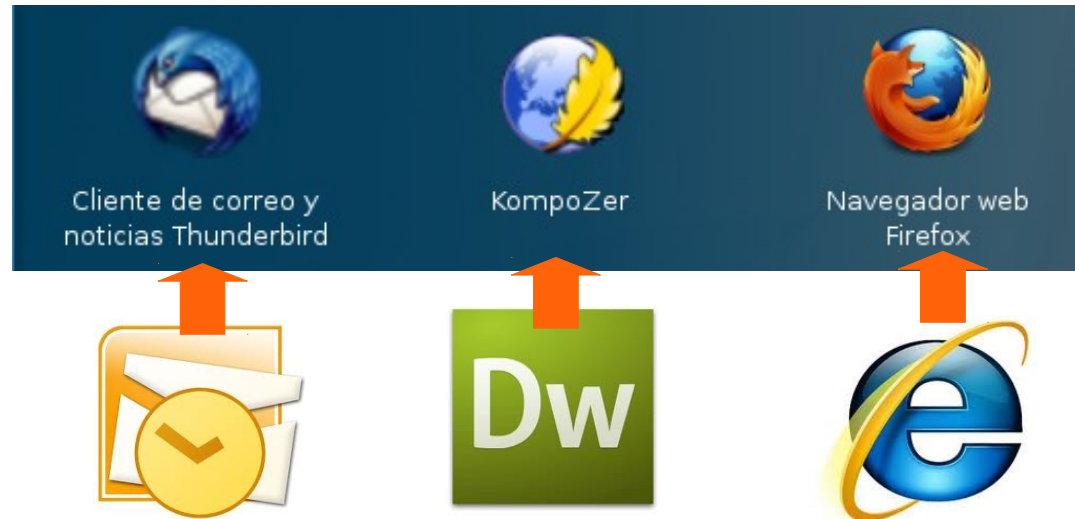 Cliente de correo y
noticias Thunderbird
KompoZer
Navegador web
Firefox
Dw